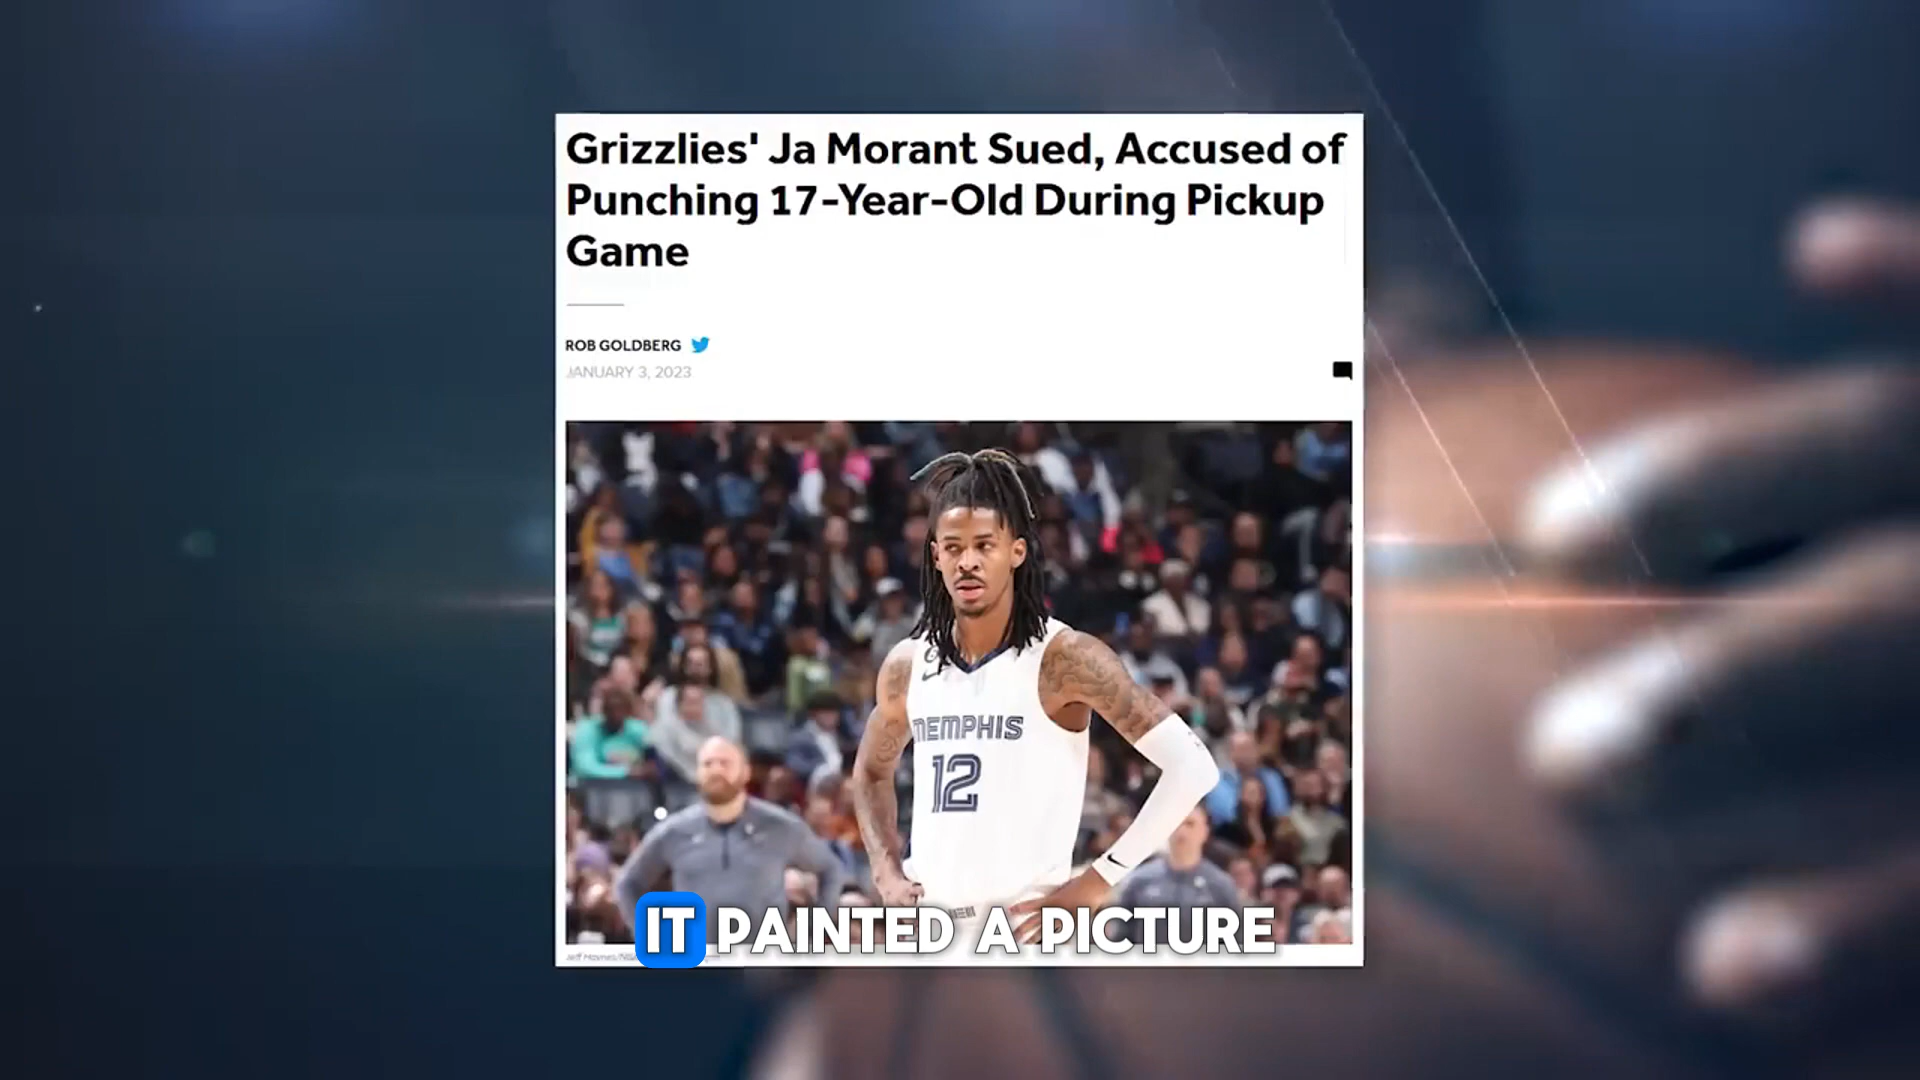 Grizzlies' Ja Morant Sued, Accused of
Punching 17-Year-Old During Pickup
Game
ROB GOLDBERG
JANUARY 3, 2023
MEMPHIS
12
IT PAINTED A PICTURE